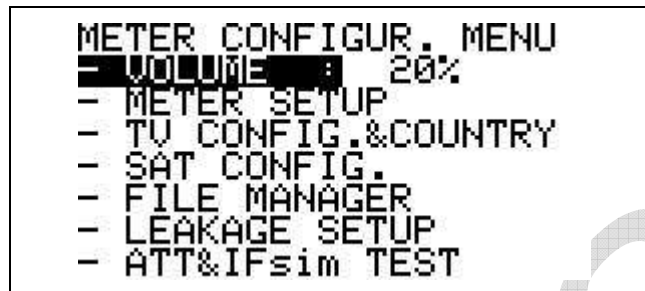 METER CONFIGUR. MENU
- VOLUME : 20%
- METER SETUP
- TV CONFIG.&COUNTRY
- SAT CONFIG.
- FILE MANAGER
- LEAKAGE SETUP
- ATT&IFsim TEST